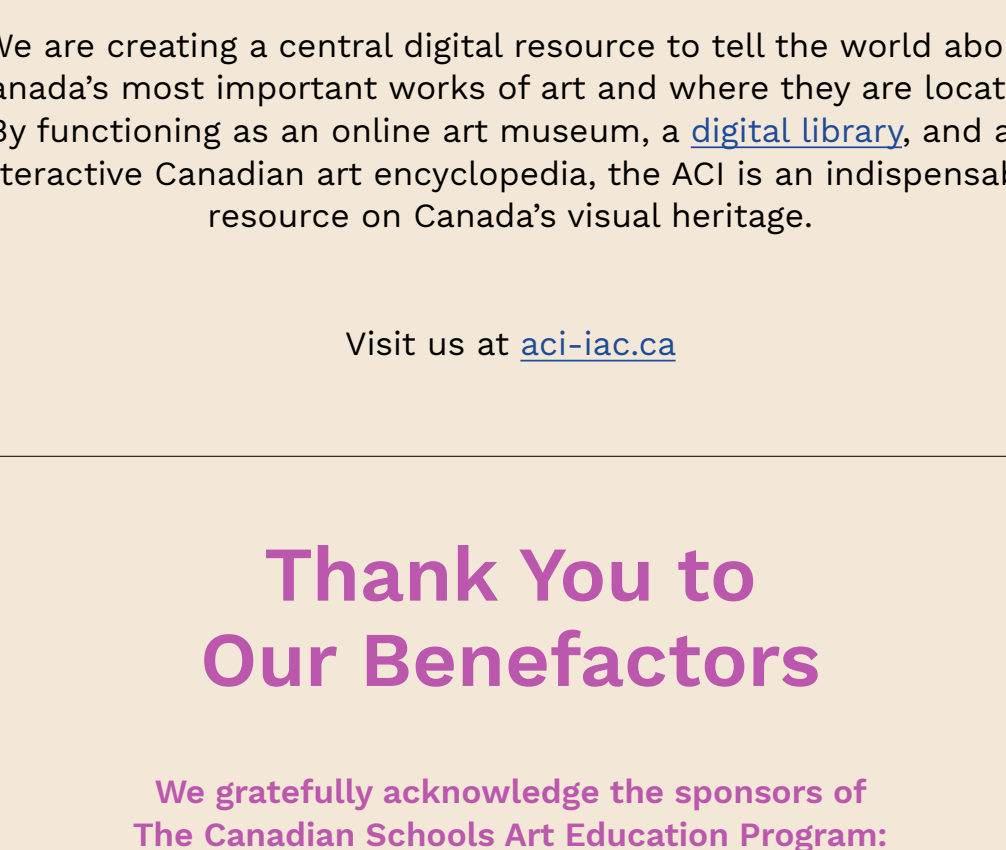 We are creating a central digital resource to tell the world abo
anada’s most important works of art and where they are locat
By functioning as an online art museum, a digital library, and a
teractive Canadian art encyclopedia, the ACI is an indispensab
resource on Canada’s visual heritage.
Visit us at aci-iac.ca
Thank You to
Our Benefactors
We gratefully acknowledge the sponsors of
The Canadian Schools Art Education Program: